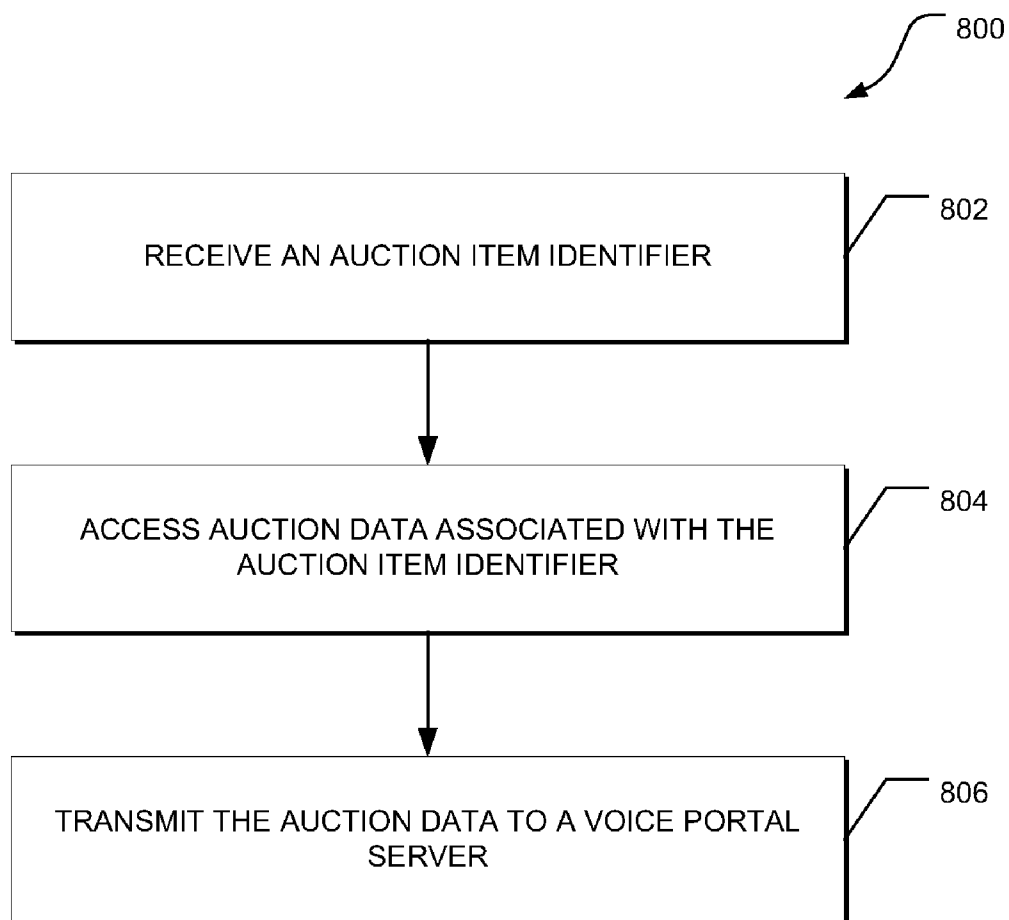 800
802
RECEIVE AN AUCTION ITEM IDENTIFIER
804
ACCESS AUCTION DATA ASSOCIATED WITH THE
AUCTION ITEM IDENTIFIER
806
TRANSMIT THE AUCTION DATA TO A VOICE PORTAL
SERVER